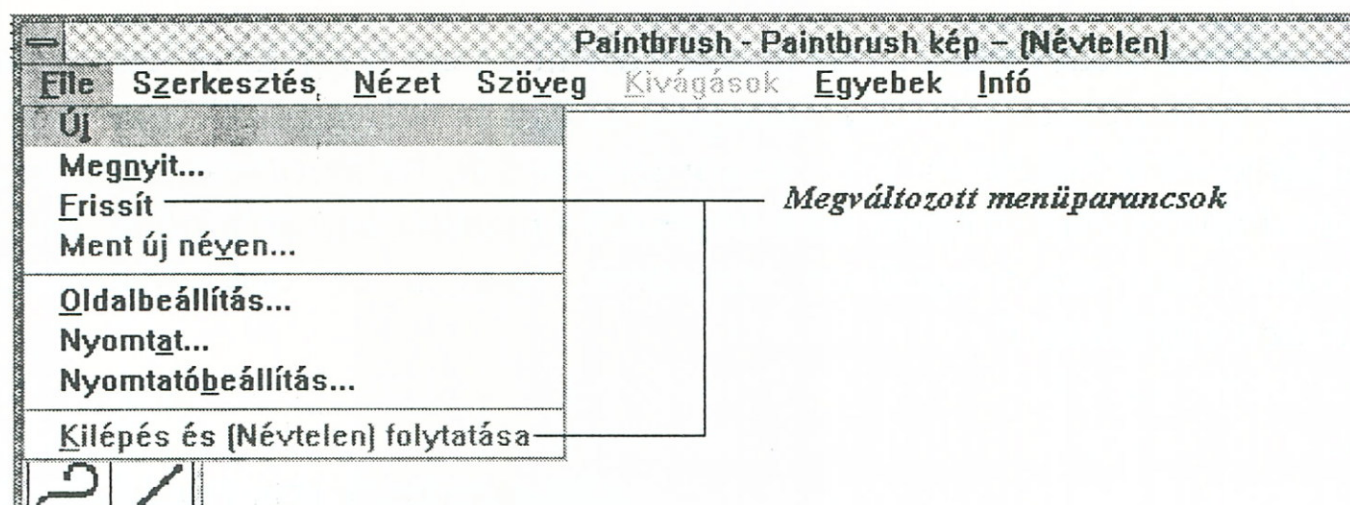 Paintbrush - Paintbrush kép – (Névtelen)
File Szerkesztés Nézet Szöveg Kivágások Egyebek Infó
Új
Megnyit...
Frissít
Megváltozott menüparancsok
Ment új néven...
Oldalbeállítás...
Nyomtat...
Nyomtatóbeállítás...
Kilépés és (Névtelen) folytatása